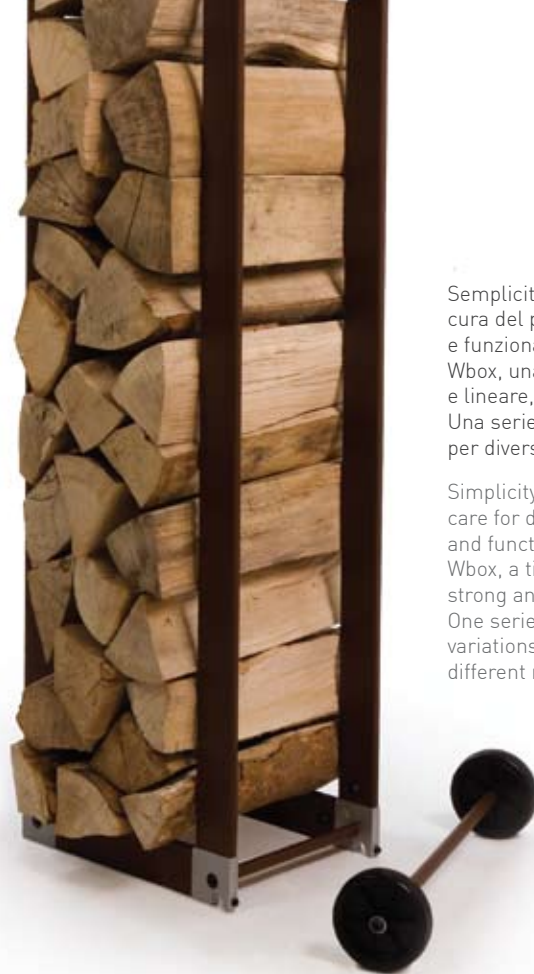 Semplicit
cura del p
e funziona
Wbox, una
e lineare,
Una serie
per divers
Simplicity
care for d
and funct
Wbox, a ti
strong an
One serie
variations
different